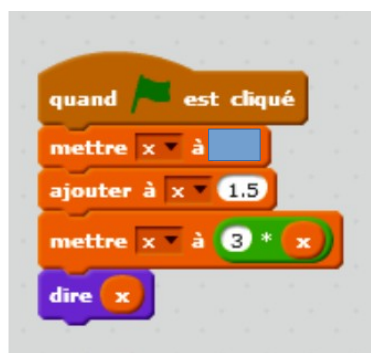 quand est cliqué
mettre x à
ajouter à x 1.5
mettre x à 3 * x
dire x